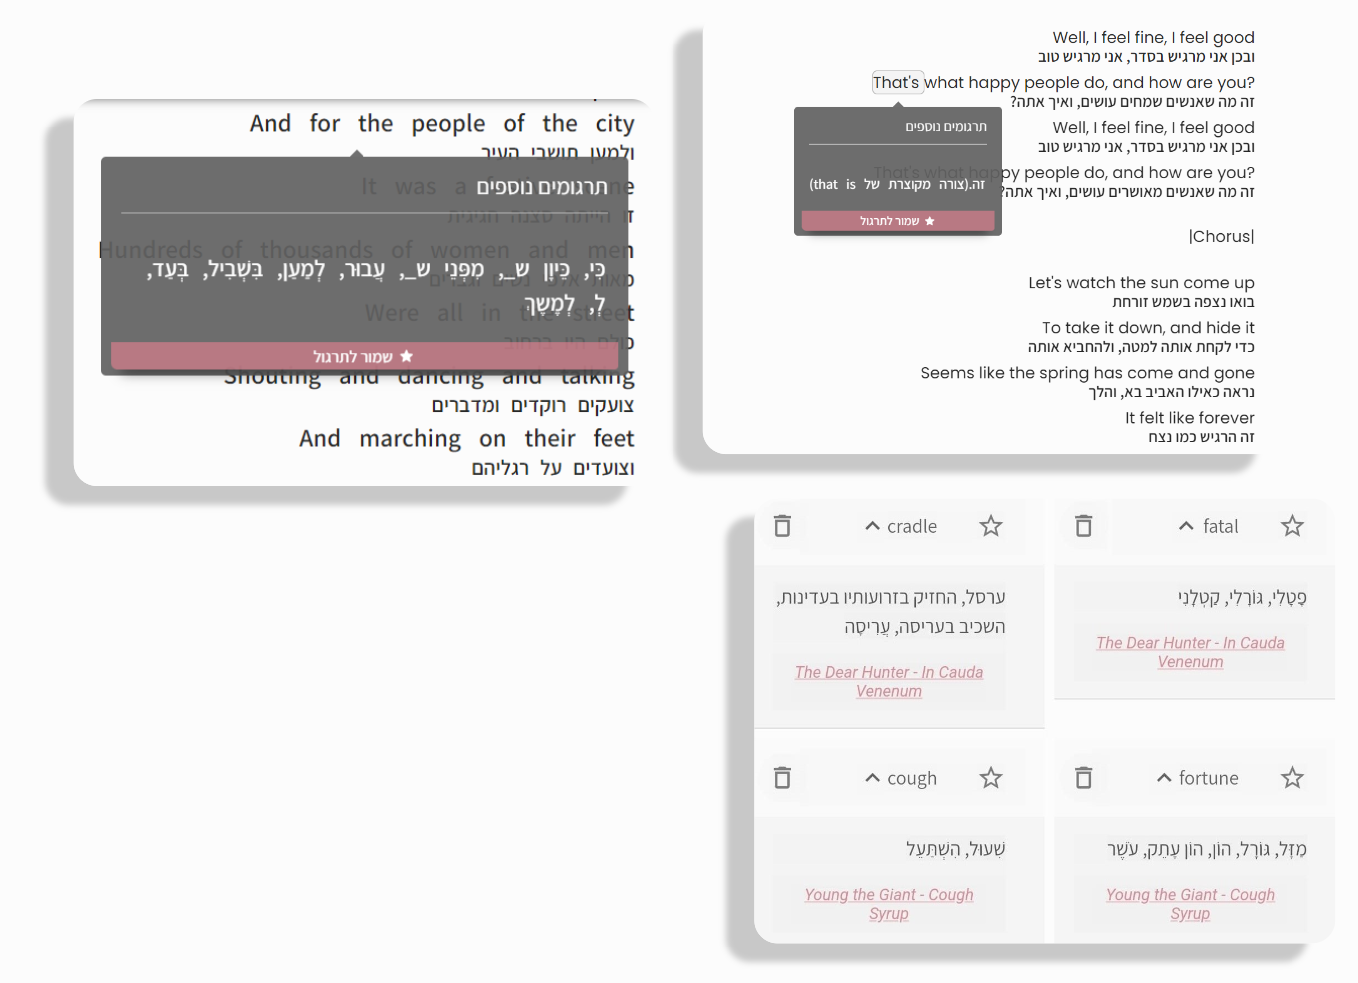 And for the people of the city
ולמען תושבי העיר
It was a
תרגומים נוספים
Hundreds of thousands of women and men
כִּי, כֵּיוָן ש_, מִפְּנֵי ש_, עֲבוּר, לְמַעַן, בִּשְׁבִיל, בְּעַד,
לְ, לְמֶשֶׁךְ
Were all in the street
שמור לתרגול
Shouting and dancing and talking
צועקים רוקדים ומדברים
And marching on their feet
וצועדים על רגליהם
Well, I feel fine, I feel good
ובכן אני מרגיש בסדר, אני מרגיש טוב
That's what happy people do, and how are you?
זה מה שאנשים שמחים עושים, ואיך אתה?
Well, I feel fine, I feel good
ובכן אני מרגיש בסדר, אני מרגיש טוב
That's what happy people do, and how are you?
זה מה שאנשים מאושרים עושים, ואיך אתה?
תרגומים נוספים
זה.(צורה מקוצרת של that is)
שמור לתרגול
|Chorus|
Let's watch the sun come up
בואו נצפה בשמש זורחת
To take it down, and hide it
כדי לקחת אותה למטה, ולהחביא אותה
Seems like the spring has come and gone
נראה כאילו האביב בא, והלך
It felt like forever
זה הרגיש כמו נצח
cradle
ערסל, החזיק בזרועותיו בעדינות,
השכיב בעריסה, עֲרִיסָה
The Dear Hunter - In Cauda
Venenum
fatal
פָטָלִי, גּוֹרָלִי, קַטְלָנִי
The Dear Hunter - In Cauda
Venenum
cough
שִׁעוּל, הִשְׁתַּעֵל
Young the Giant - Cough
Syrup
fortune
מַזָּל, גּוֹרָל, הוֹן, הוֹן עָתֵק, עֹשֶׁר
Young the Giant - Cough
Syrup